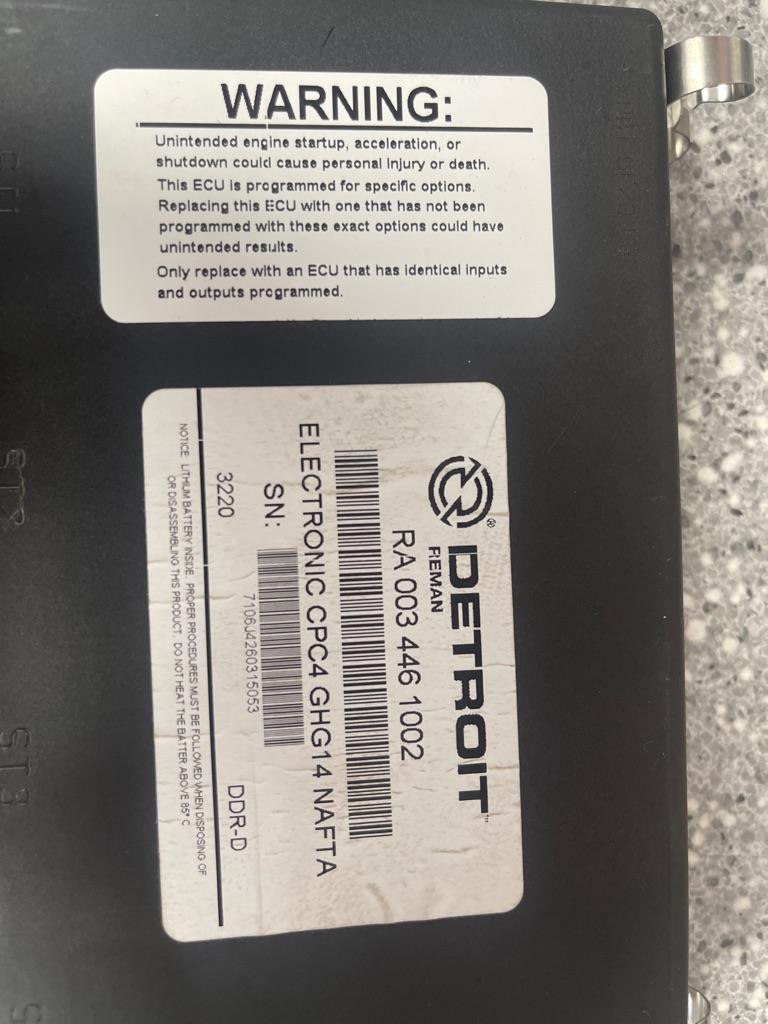 WARNING:
Unintended engine startup, acceleration, or
shutdown could cause personal injury or death.
This ECU is programmed for specific options.
Replacing this ECU with one that has not been
programmed with these exact options could have
unintended results.
Only replace with an ECU that has identical inputs
and outputs programmed.
DETROIT™
®
REMAN
RA 003 446 1002
ELECTRONIC CPC4 GHG14 NAFTA
SN:
7106J4260315053
3220 DDR-D
NOTICE: LITHIUM BATTERY INSIDE. PROPER PROCEDURES MUST BE FOLLOWED WHEN DISPOSING OF
OR DISASSEMBLING THIS PRODUCT. DO NOT HEAT THE BATTER ABOVE 85° C
ST3